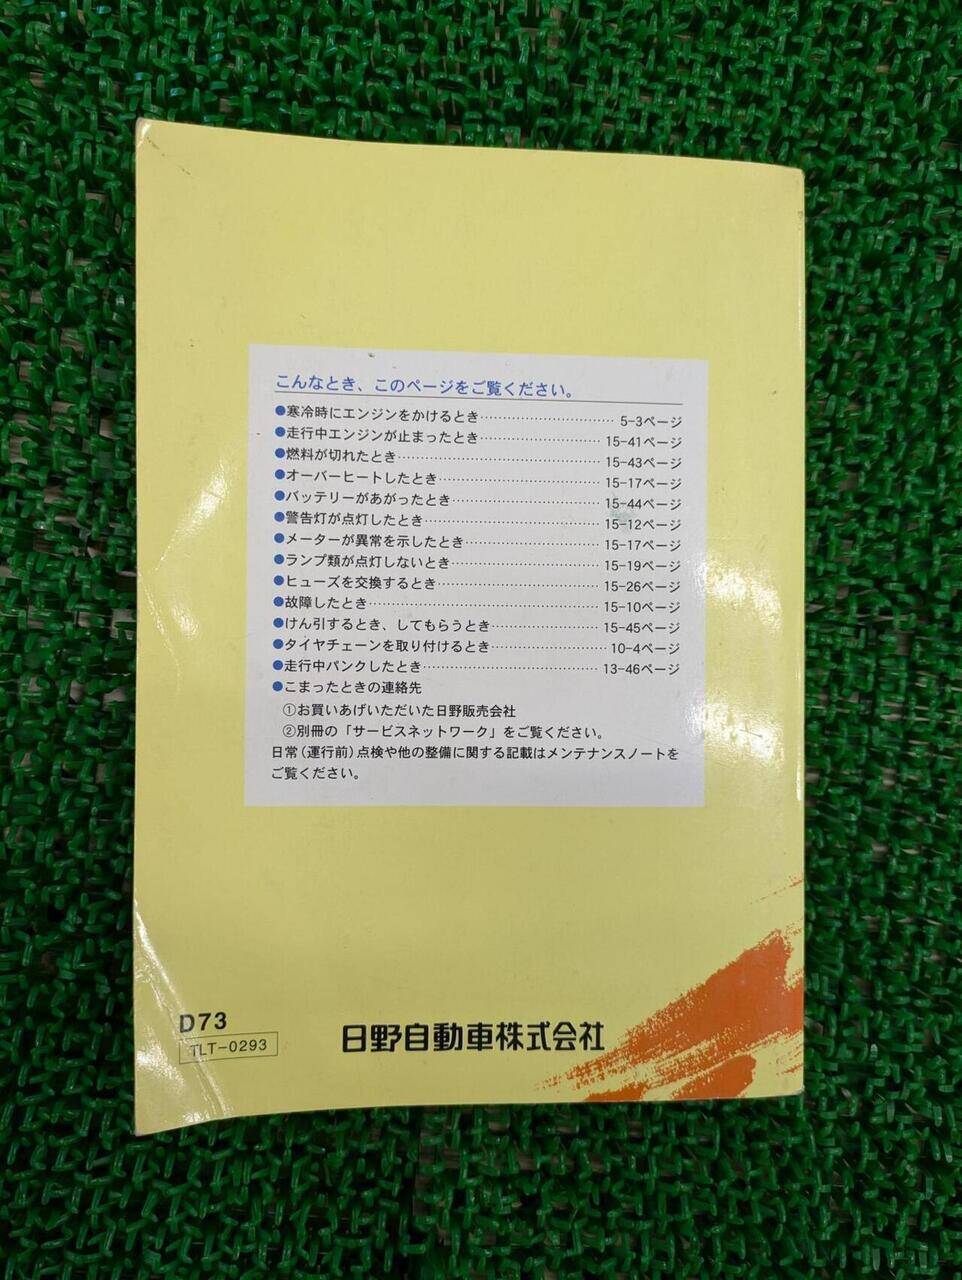 こんなとき、このページをご覧ください。
●寒冷時にエンジンをかけるとき……………………5-3ページ
●走行中エンジンが止まったとき……………………15-41ページ
●燃料が切れたとき……………………15-43ページ
●オーバーヒートしたとき……………………15-17ページ
●バッテリーがあがったとき……………………15-44ページ
●警告灯が点灯したとき……………………15-12ページ
●メーターが異常を示したとき……………………15-17ページ
●ランプ類が点灯しないとき……………………15-19ページ
●ヒューズを交換するとき……………………15-26ページ
●故障したとき……………………15-10ページ
●けん引するとき、してもらうとき……………………15-45ページ
●タイヤチェーンを取り付けるとき……………………10-4ページ
●走行中パンクしたとき……………………13-46ページ
●こまったときの連絡先
①お買いあげいただいた日野販売会社
②別冊の「サービスネットワーク」をご覧ください。
日常(運行前)点検や他の整備に関する記載はメンテナンスノートを
ご覧ください。
D73
TLT-0293
日野自動車株式会社